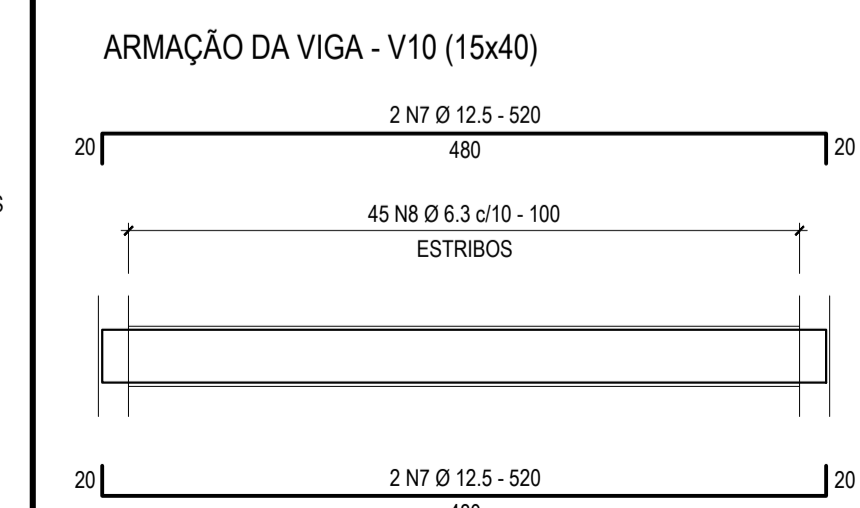 ARMAÇÃO DA VIGA - V10 (15x40)
2 N7 Ø 12.5 - 520
20 480 20
45 N8 Ø 6.3 c/10 - 100
ESTRIBOS
20 2 N7 Ø 12.5 - 520 20